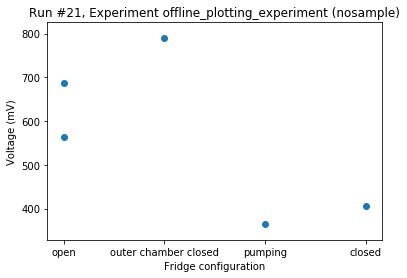 Run #21, Experiment offline_plotting_experiment (nosample)
800
700
600
500
400
Voltage (mV)
open
outer chamber closed
pumping
closed
Fridge configuration